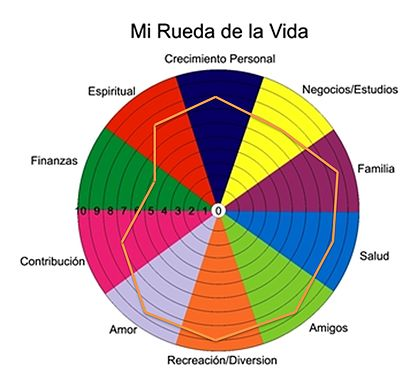 Mi Rueda de la Vida
Crecimiento Personal
Espiritual
Negocios/Estudios
Finanzas
Familia
10 9 8 7 6 5 4 3 2 1 0
Contribución
Salud
Amor
Amigos
Recreación/Diversion